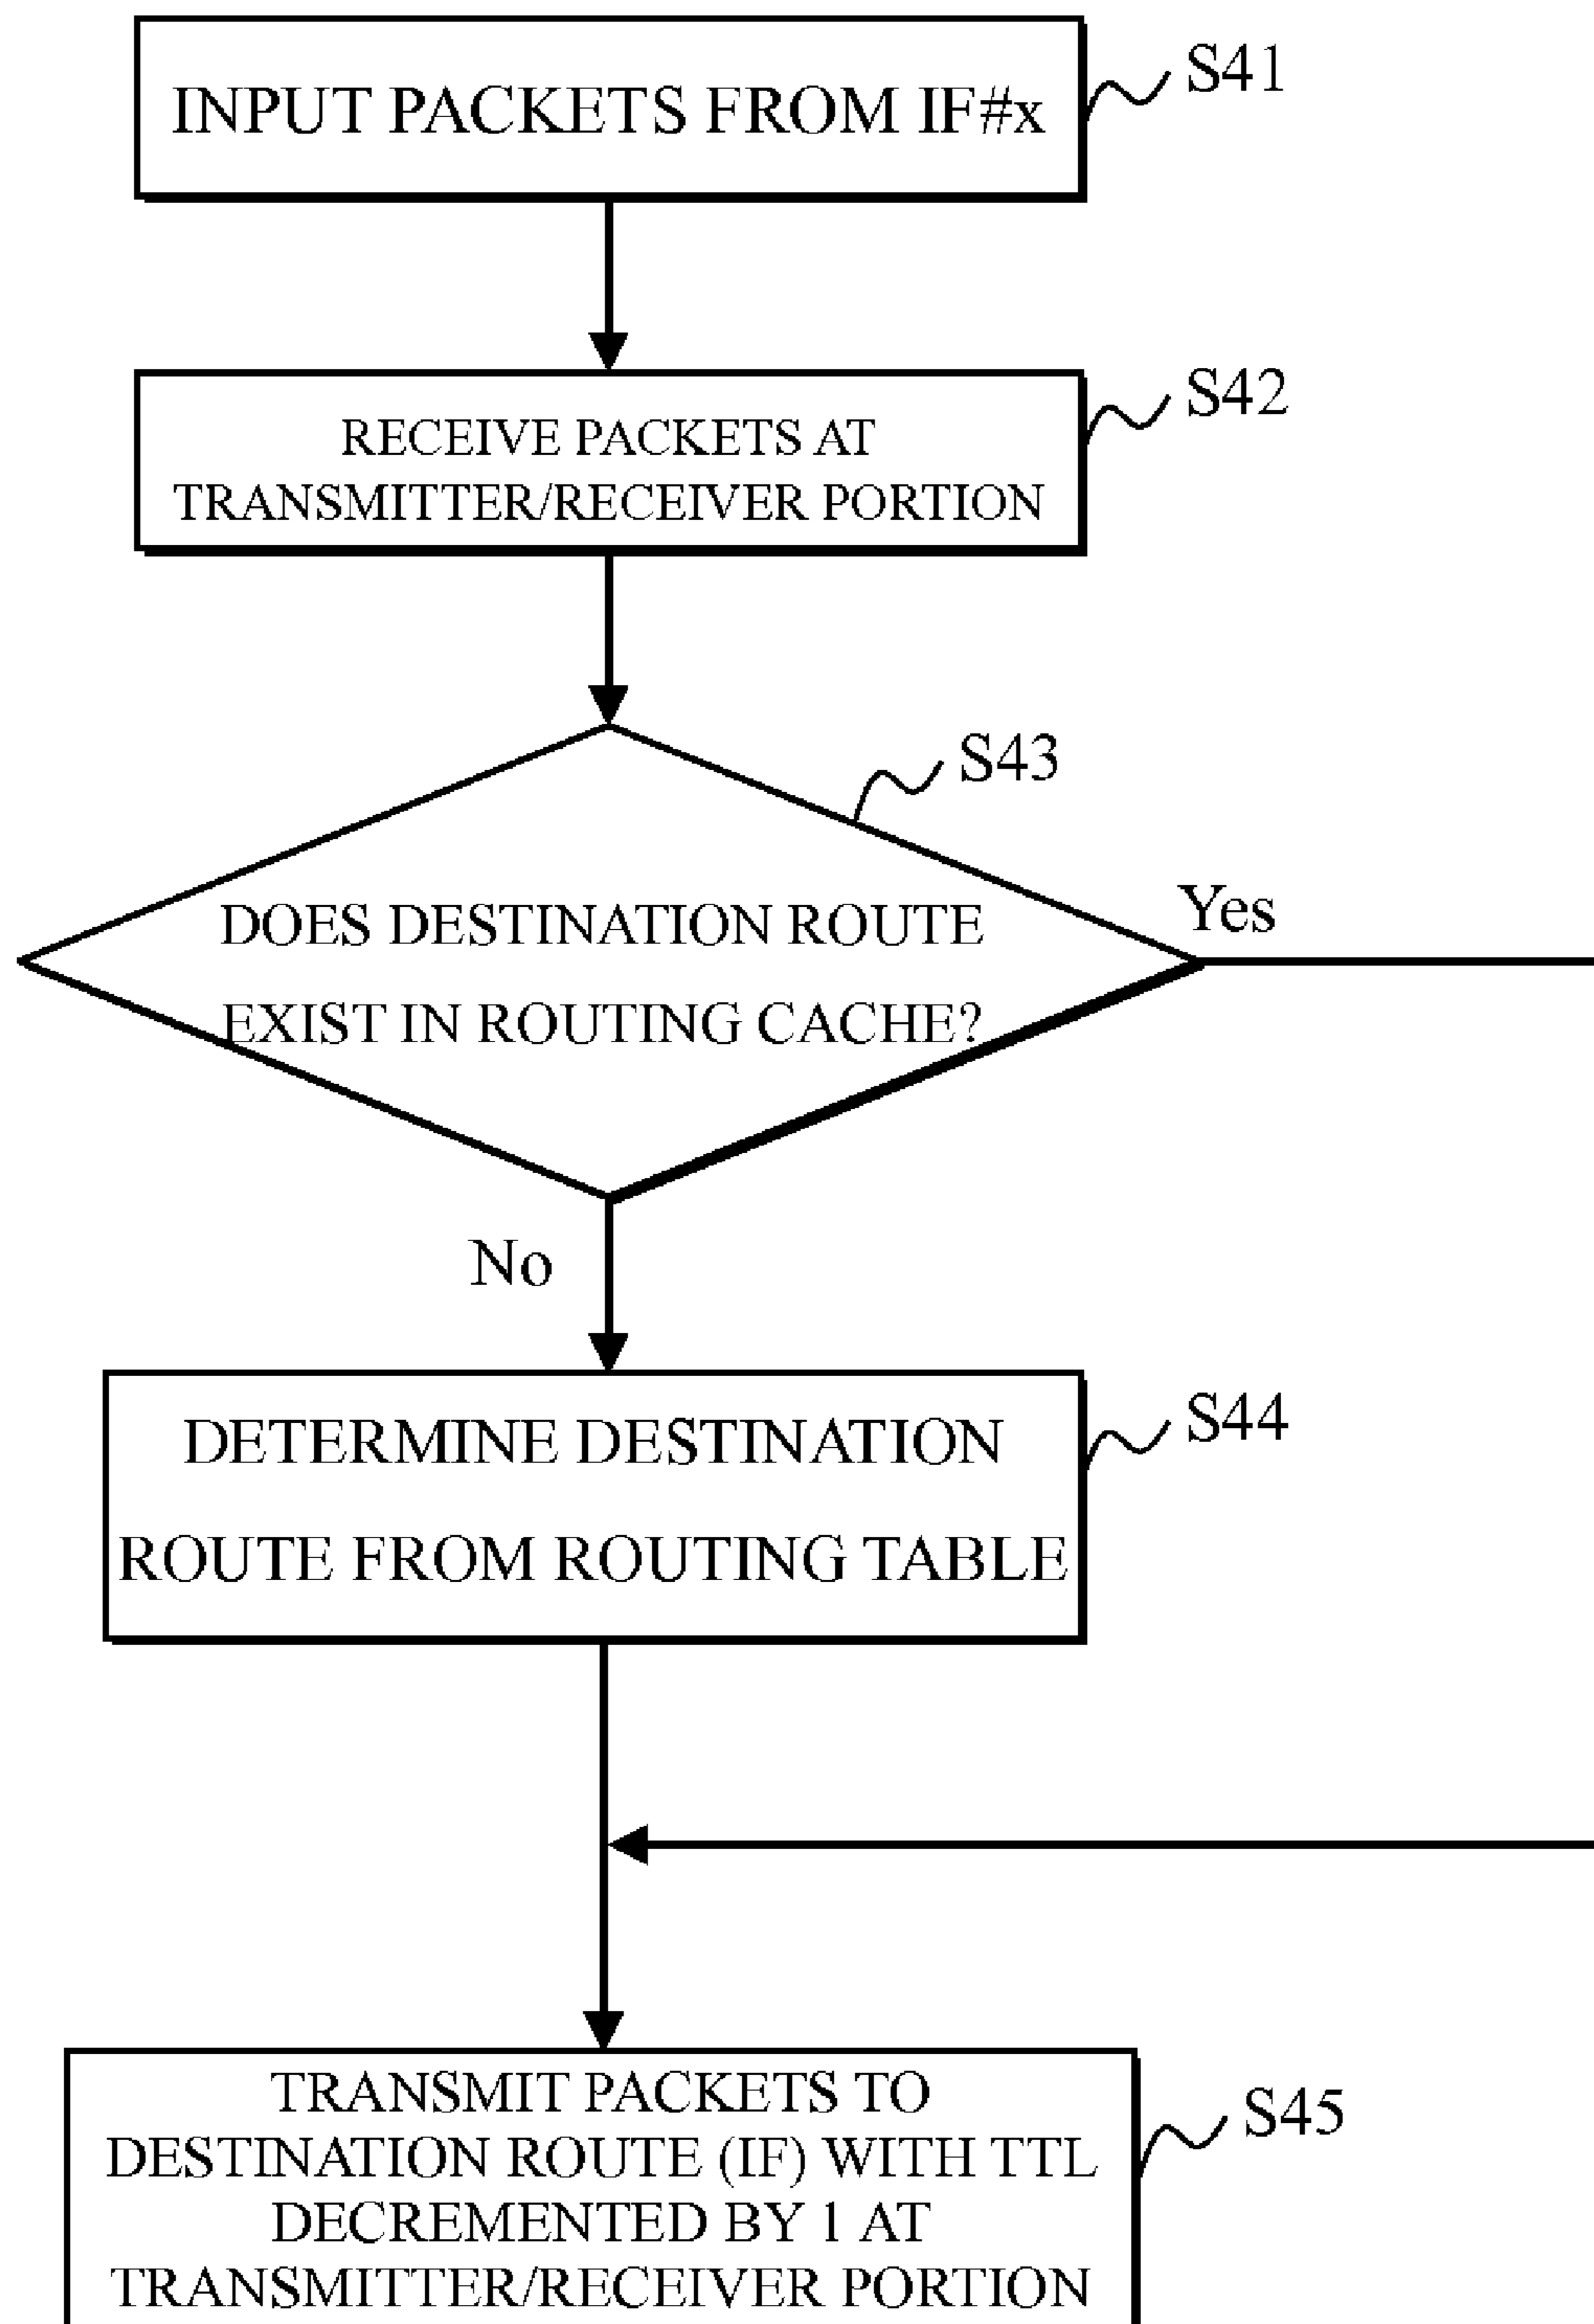 INPUT PACKETS FROM IF#x
S41
RECEIVE PACKETS AT
TRANSMITTER/RECEIVER PORTION
S42
S43
DOES DESTINATION ROUTE
EXIST IN ROUTING CACHE?
Yes
No
DETERMINE DESTINATION
ROUTE FROM ROUTING TABLE
S44
TRANSMIT PACKETS TO
DESTINATION ROUTE (IF) WITH TTL
DECREMENTED BY 1 AT
TRANSMITTER/RECEIVER PORTION
S45